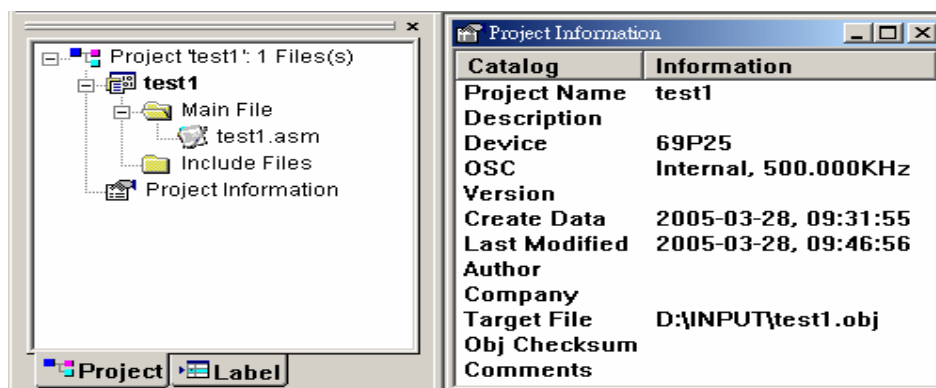 Project 'test1': 1 Files(s)
test1
Main File
test1.asm
Include Files
Project Information
Project
Label
Project Information
Catalog Information
Project Name test1
Description
Device 69P25
OSC Internal, 500.000KHz
Version
Create Data 2005-03-28, 09:31:55
Last Modified 2005-03-28, 09:46:56
Author
Company
Target File D:\INPUT\test1.obj
Obj Checksum
Comments